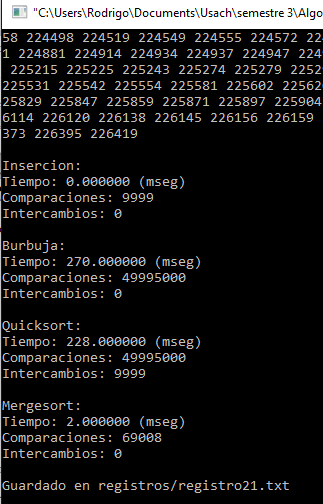 "C:\Users\Rodrigo\Documents\Usach\semestre 3\Algo
58 224498 224519 224549 224555 224572 224
1 224881 224914 224934 224937 224947 2249
225215 225225 225243 225274 225279 2252
225531 225542 225554 225581 225602 22562
25829 225847 225859 225871 225897 225904
6114 226120 226138 226145 226156 226159
373 226395 226419
Insercion:
Tiempo: 0.000000 (mseg)
Comparaciones: 9999
Intercambios: 0
Burbuja:
Tiempo: 270.000000 (mseg)
Comparaciones: 49995000
Intercambios: 0
Quicksort:
Tiempo: 228.000000 (mseg)
Comparaciones: 49995000
Intercambios: 9999
Mergesort:
Tiempo: 2.000000 (mseg)
Comparaciones: 69008
Intercambios: 0
Guardado en registros/registro21.txt